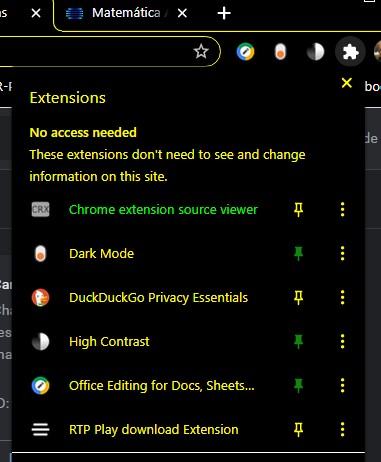 as
Matemática
R-F
Extensions
No access needed
These extensions don't need to see and change
information on this site.
CRX Chrome extension source viewer
Dark Mode
DuckDuckGo Privacy Essentials
High Contrast
Office Editing for Docs, Sheets...
RTP Play download Extension